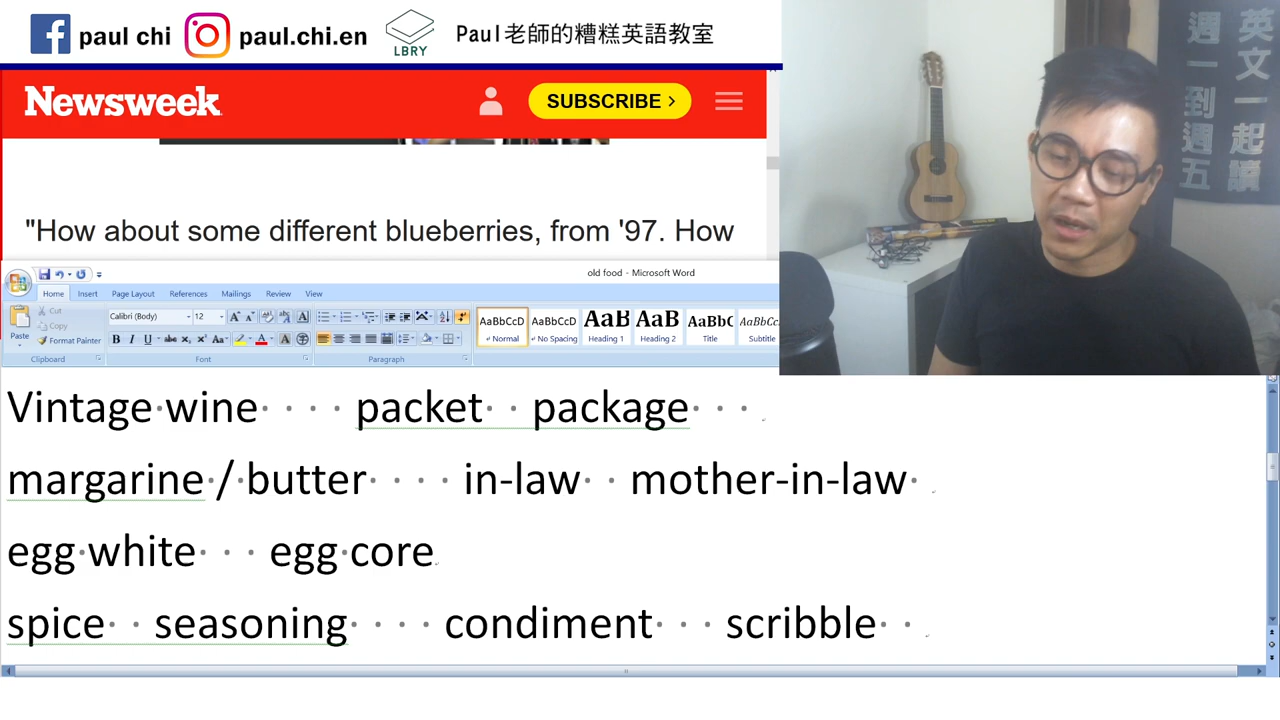 paul chi paul.chi.en LBRY Paul老師的糟糕英語教室
Newsweek SUBSCRIBE >
"How about some different blueberries, from '97. How
old food - Microsoft Word
Home Insert Page Layout References Mailings Review View
Paste Cut Copy Format Painter Clipboard
Calibri (Body) 12 Font
Paragraph
AaBbCcD Normal AaBbCcD No Spacing AaBb Heading 1 AaB Heading 2 AaBbC Title AaBbCc Subtitle
Vintage wine packet package
margarine / butter in-law mother-in-law
egg white egg core
spice seasoning condiment scribble
英文一起讀
週一到週五